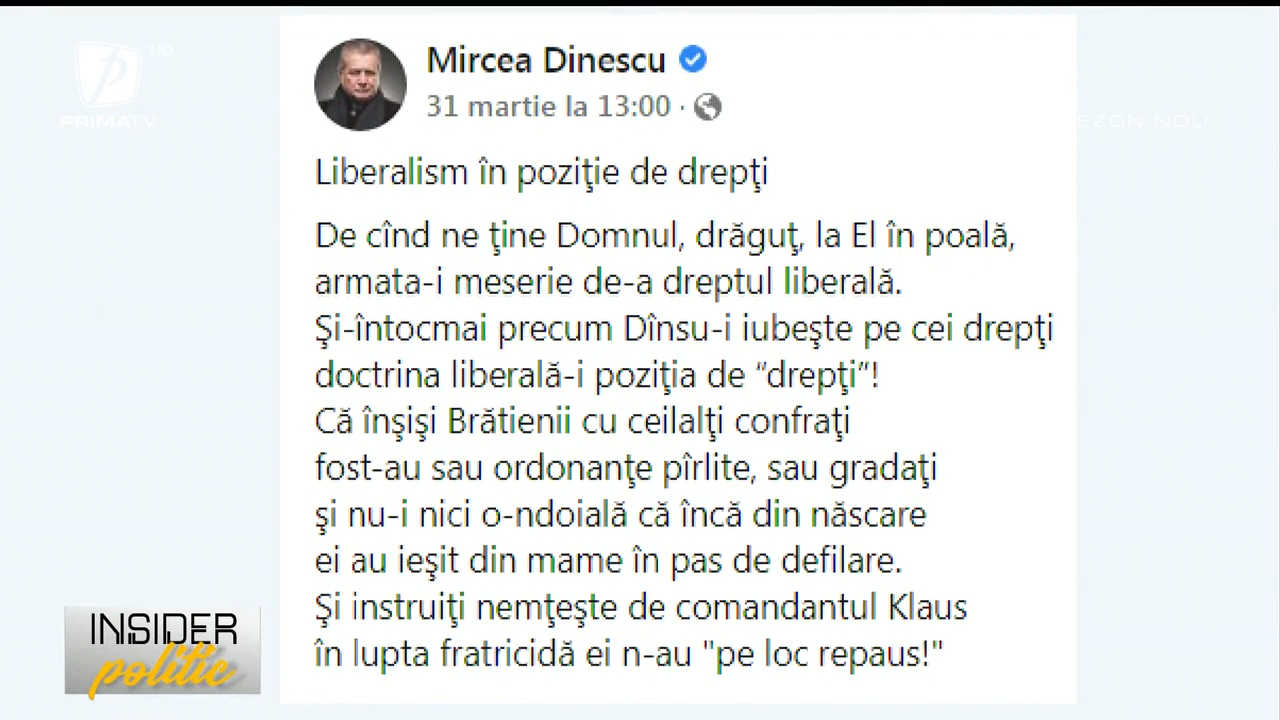 PRIMATV HD
Mircea Dinescu
31 martie la 13:00 ·
EZON NOU
Liberalism în poziţie de drepţi
De cînd ne ţine Domnul, drăguţ, la El în poală,
armata-i meserie de-a dreptul liberală.
Şi-întocmai precum Dînsu-i iubeşte pe cei drepţi
doctrina liberală-i poziţia de “drepţi”!
Că înşişi Brătienii cu ceilalţi confraţi
fost-au sau ordonanţe pîrlite, sau gradaţi
şi nu-i nici o-ndoială că încă din născare
ei au ieşit din mame în pas de defilare.
Şi instruiţi nemţeşte de comandantul Klaus
în lupta fratricidă ei n-au "pe loc repaus!"
INSIDER
politic